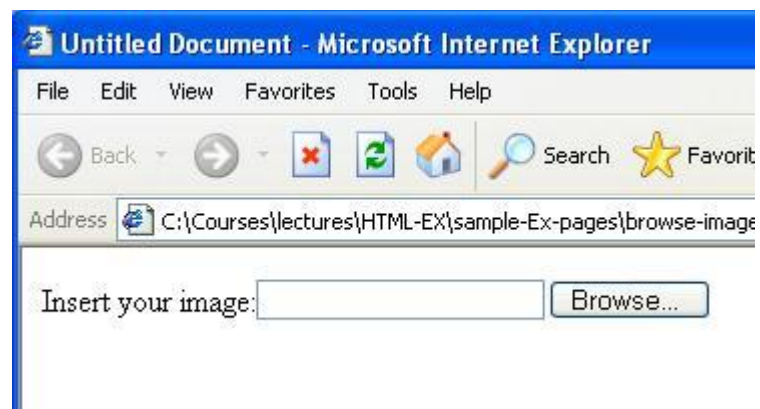 Untitled Document - Microsoft Internet Explorer
File Edit View Favorites Tools Help
Back Search Favorit
Address C:\Courses\lectures\HTML-EX\sample-Ex-pages\browse-image
Insert your image: Browse...